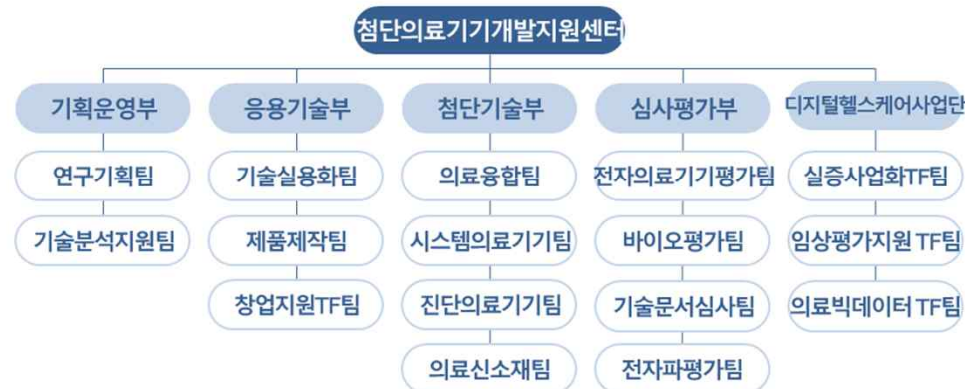 첨단의료기기개발지원센터
기획운영부 응용기술부 첨단기술부 심사평가부 디지털헬스케어사업단
연구기획팀 기술실용화팀 의료융합팀 전자의료기기평가팀 실증사업화TF팀
기술분석지원팀 제품제작팀 시스템의료기기팀 바이오평가팀 임상평가지원 TF팀
창업지원TF팀 진단의료기기팀 기술문서심사팀 의료빅데이터 TF팀
의료신소재팀 전자파평가팀